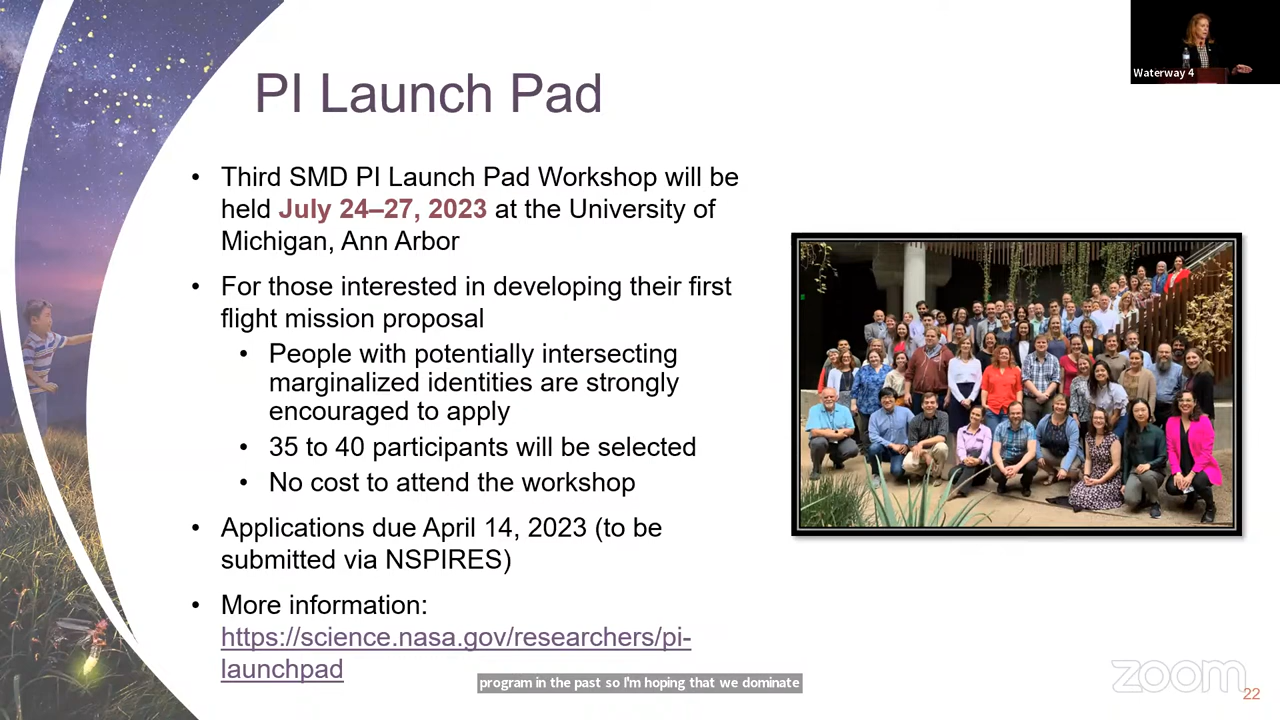 PI Launch Pad
• Third SMD PI Launch Pad Workshop will be
held July 24–27, 2023 at the University of
Michigan, Ann Arbor
• For those interested in developing their first
flight mission proposal
• People with potentially intersecting
marginalized identities are strongly
encouraged to apply
• 35 to 40 participants will be selected
• No cost to attend the workshop
• Applications due April 14, 2023 (to be
submitted via NSPIRES)
• More information:
https://science.nasa.gov/researchers/pi-
launchpad
Waterway 4
program in the past so I'm hoping that we dominate
zoom
22